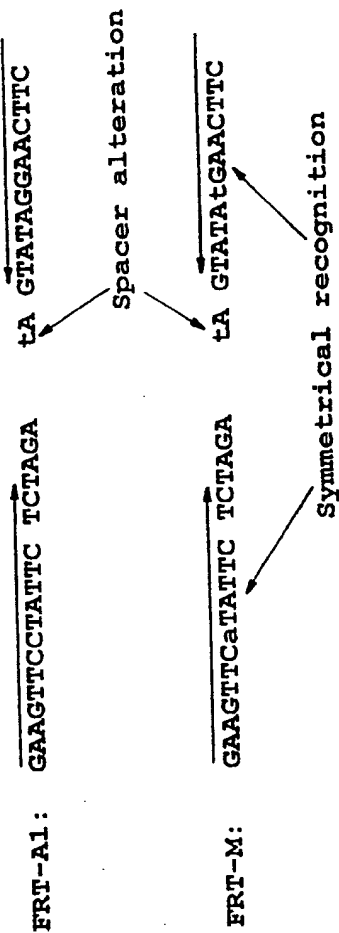 FRT-A1: GAAGTTCCTATTC TCTAGA tA GTATAGGAACTTC
Spacer alteration
FRT-M: GAAGTTCaTATTC TCTAGA tA GTATAtGAACTTC
Symmetrical recognition